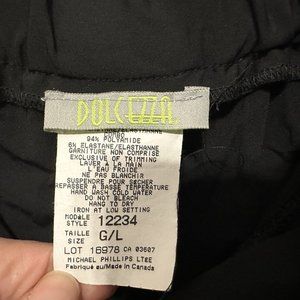 DOLCEZZA
94% POLYAMIDE
6% ELASTANE/ELASTHANNE
GARNITURE NON COMPRISE
EXCLUSIVE OF TRIMMING
LAVER À LA MAIN
L'EAU FROIDE
NE PAS BLANCHIR
SUSPENDRE POUR SÉCHER
REPASSER A BASSE TEMPÉRATURE
HAND WASH COLD WATER
DO NOT BLEACH
HANG TO DRY
IRON AT LOW SETTING
MODÈLE
STYLE 12234
TAILLE
SIZE G/L
LOT 16978 CA 03607
MICHAEL PHILLIPS LTEE
Fabriqué au/Made in Canada